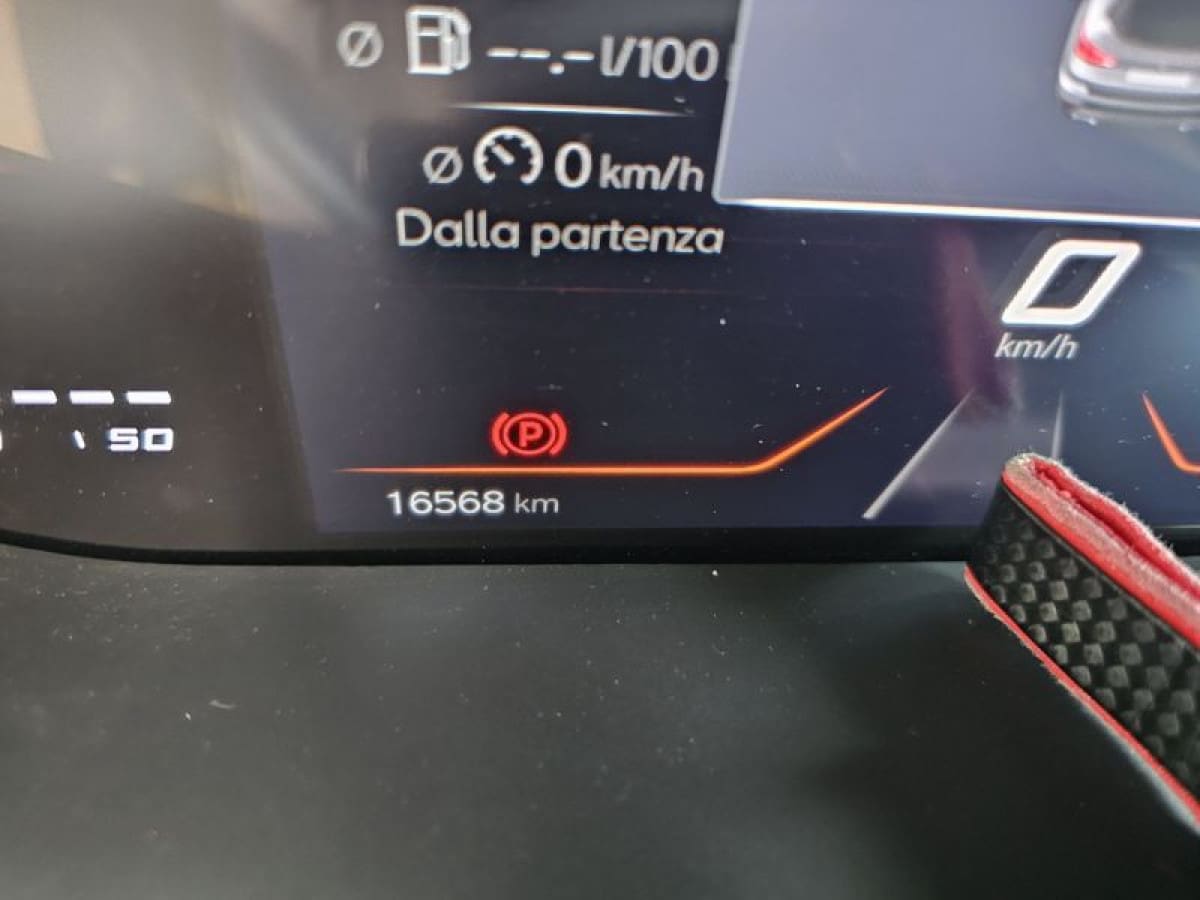 Ø --.- l/100
Ø 0 km/h
Dalla partenza
0
km/h
50
P
16568 km